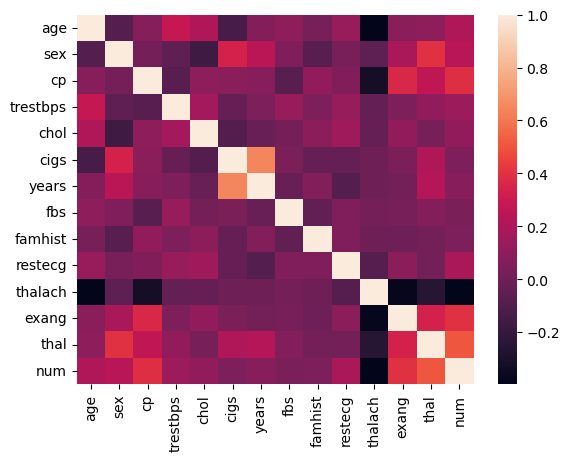 age
sex
cp
trestbps
chol
cigs
years
fbs
famhist
restecg
thalach
exang
thal
num
age
sex
cp
trestbps
chol
cigs
years
fbs
famhist
restecg
thalach
exang
thal
num
1.0
0.8
0.6
0.4
0.2
0.0
−0.2